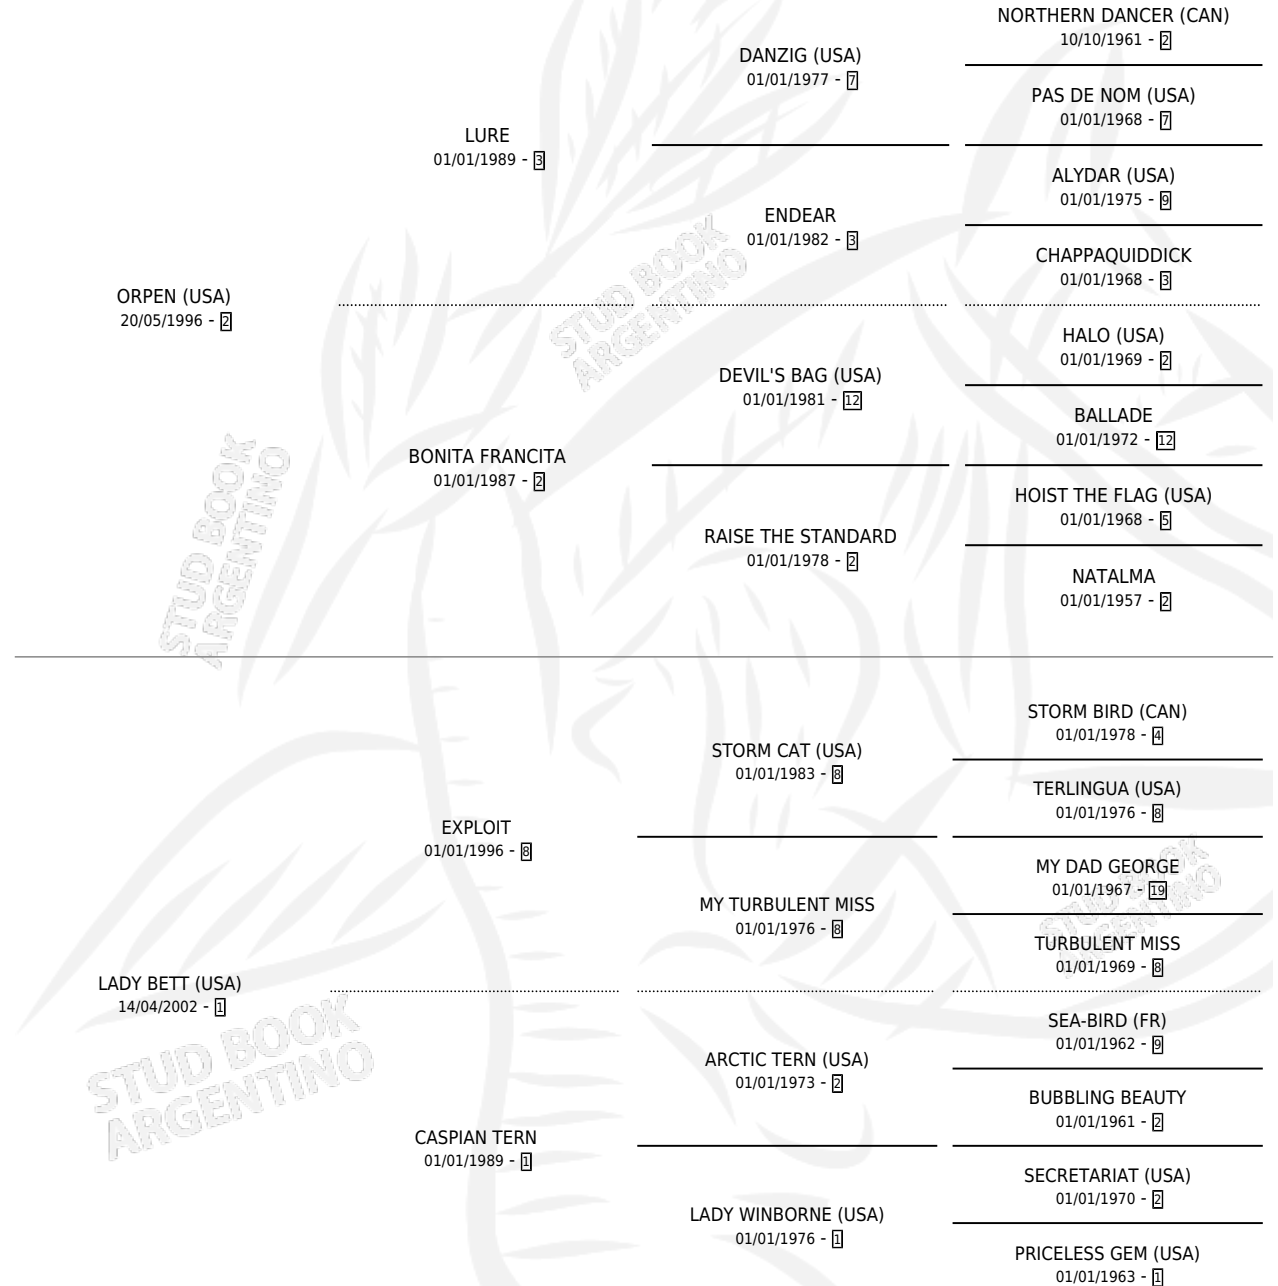 NORTHERN DANCER (CAN)
10/10/1961 - 2
DANZIG (USA)
01/01/1977 - 7
PAS DE NOM (USA)
01/01/1968 - 7
LURE
01/01/1989 - 3
ALYDAR (USA)
01/01/1975 - 9
ENDEAR
01/01/1982 - 3
CHAPPAQUIDDICK
01/01/1968 - 3
ORPEN (USA)
20/05/1996 - 2
STUD BOOK
ARGENTINO
HALO (USA)
01/01/1969 - 2
DEVIL'S BAG (USA)
01/01/1981 - 12
BALLADE
01/01/1972 - 12
BONITA FRANCITA
01/01/1987 - 2
HOIST THE FLAG (USA)
01/01/1968 - 5
RAISE THE STANDARD
01/01/1978 - 2
NATALMA
01/01/1957 - 2
STUD BOOK
ARGENTINO
STORM BIRD (CAN)
01/01/1978 - 4
STORM CAT (USA)
01/01/1983 - 8
TERLINGUA (USA)
01/01/1976 - 8
EXPLOIT
01/01/1996 - 8
MY DAD GEORGE
01/01/1967 - 19
MY TURBULENT MISS
01/01/1976 - 8
STUD BOOK
ARGENTINO
TURBULENT MISS
01/01/1969 - 8
LADY BETT (USA)
14/04/2002 - 1
SEA-BIRD (FR)
01/01/1962 - 9
ARCTIC TERN (USA)
01/01/1973 - 2
BUBBLING BEAUTY
01/01/1961 - 2
STUD BOOK
ARGENTINO
CASPIAN TERN
01/01/1989 - 1
SECRETARIAT (USA)
01/01/1970 - 2
LADY WINBORNE (USA)
01/01/1976 - 1
PRICELESS GEM (USA)
01/01/1963 - 1